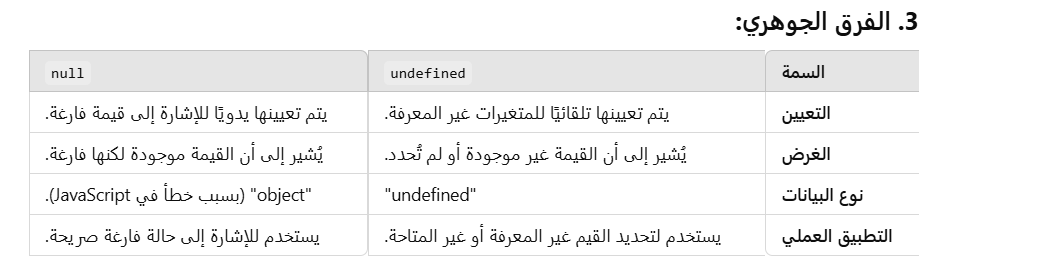 3. الفرق الجوهري:
السمة undefined null
التعيين يتم تعيينها تلقائيًا للمتغيرات غير المعرفة. يتم تعيينها يدويًا للإشارة إلى قيمة فارغة.
الغرض يُشير إلى أن القيمة غير موجودة أو لم تُحدد. يُشير إلى أن القيمة موجودة لكنها فارغة.
نوع البيانات "undefined" "object" (بسبب خطأ في JavaScript).
التطبيق العملي يستخدم لتحديد القيم غير المعرفة أو غير المتاحة. يستخدم للإشارة إلى حالة فارغة صريحة.